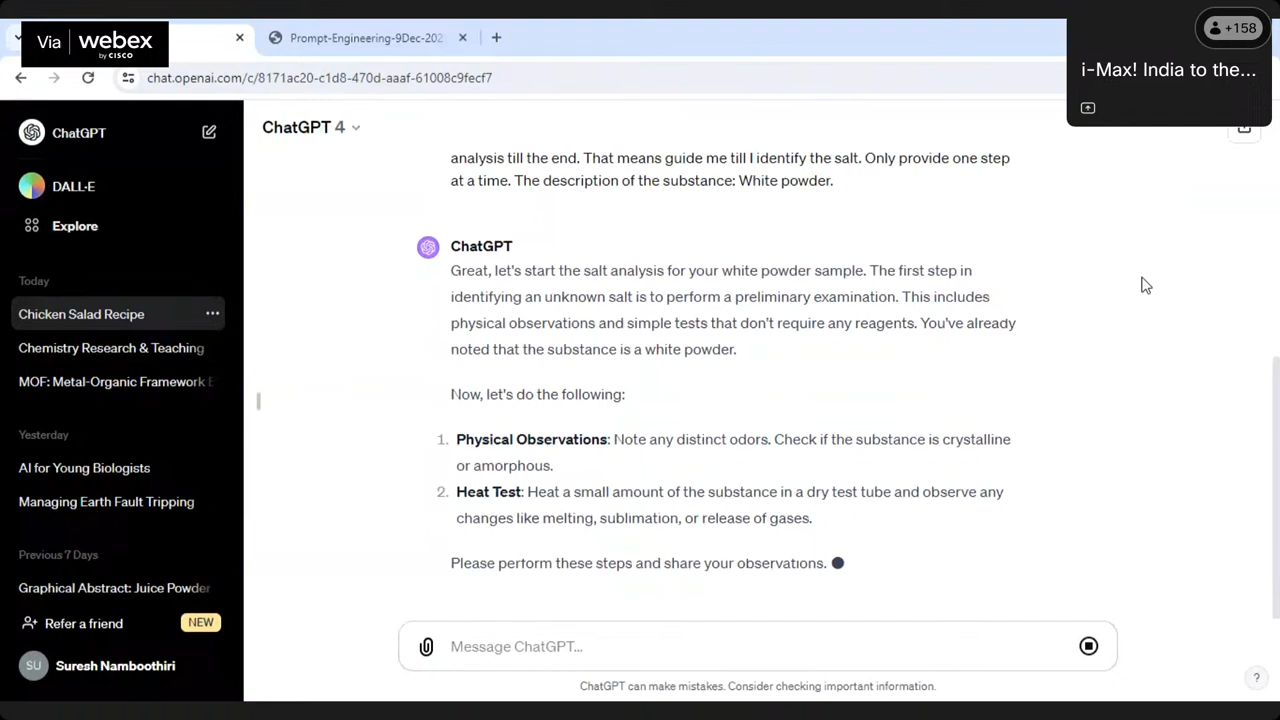 Via webex
by CISCO
Prompt-Engineering-9Dec-202
+158
i-Max! India to the...
chat.openai.com/c/8171ac20-c1d8-470d-aaaf-61008c9fecf7
ChatGPT
DALL·E
Explore
Today
Chicken Salad Recipe
Chemistry Research & Teaching
MOF: Metal-Organic Framework
Yesterday
AI for Young Biologists
Managing Earth Fault Tripping
Previous 7 Days
Graphical Abstract: Juice Powder
Refer a friend
NEW
SU
Suresh Namboothiri
ChatGPT 4
analysis till the end. That means guide me till I identify the salt. Only provide one step
at a time. The description of the substance: White powder.
ChatGPT
Great, let's start the salt analysis for your white powder sample. The first step in
identifying an unknown salt is to perform a preliminary examination. This includes
physical observations and simple tests that don't require any reagents. You've already
noted that the substance is a white powder.
Now, let's do the following:
1. Physical Observations: Note any distinct odors. Check if the substance is crystalline
or amorphous.
2. Heat Test: Heat a small amount of the substance in a dry test tube and observe any
changes like melting, sublimation, or release of gases.
Please perform these steps and share your observations.
Message ChatGPT...
ChatGPT can make mistakes. Consider checking important information.
?